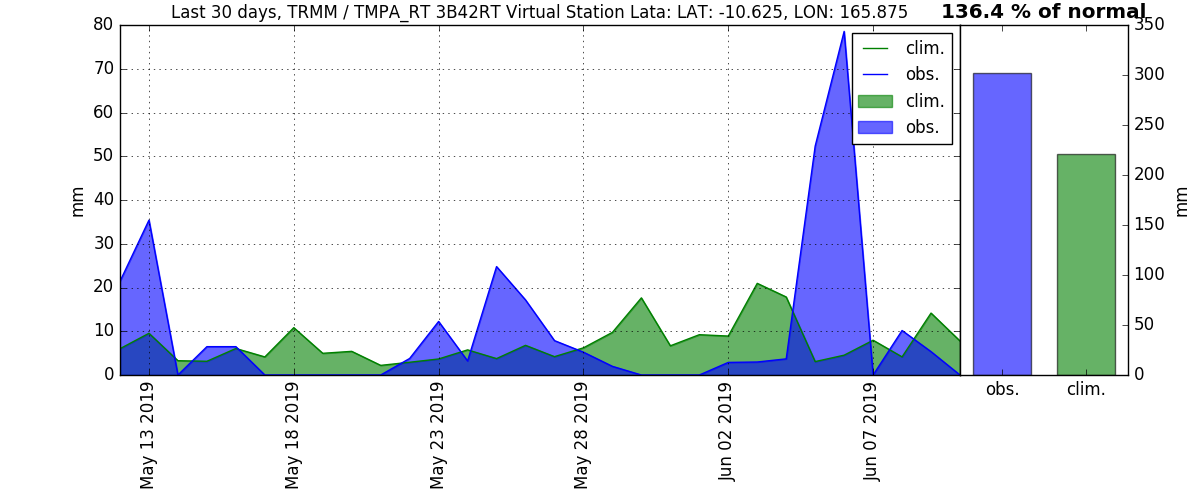 Last 30 days, TRMM / TMPA_RT 3B42RT Virtual Station Lata: LAT: -10.625, LON: 165.875
136.4 % of normal
80
70
60
50
40
30
20
10
0
mm
clim.
obs.
clim.
obs.
350
300
250
200
150
100
50
0
mm
May 13 2019
May 18 2019
May 23 2019
May 28 2019
Jun 02 2019
Jun 07 2019
obs.
clim.